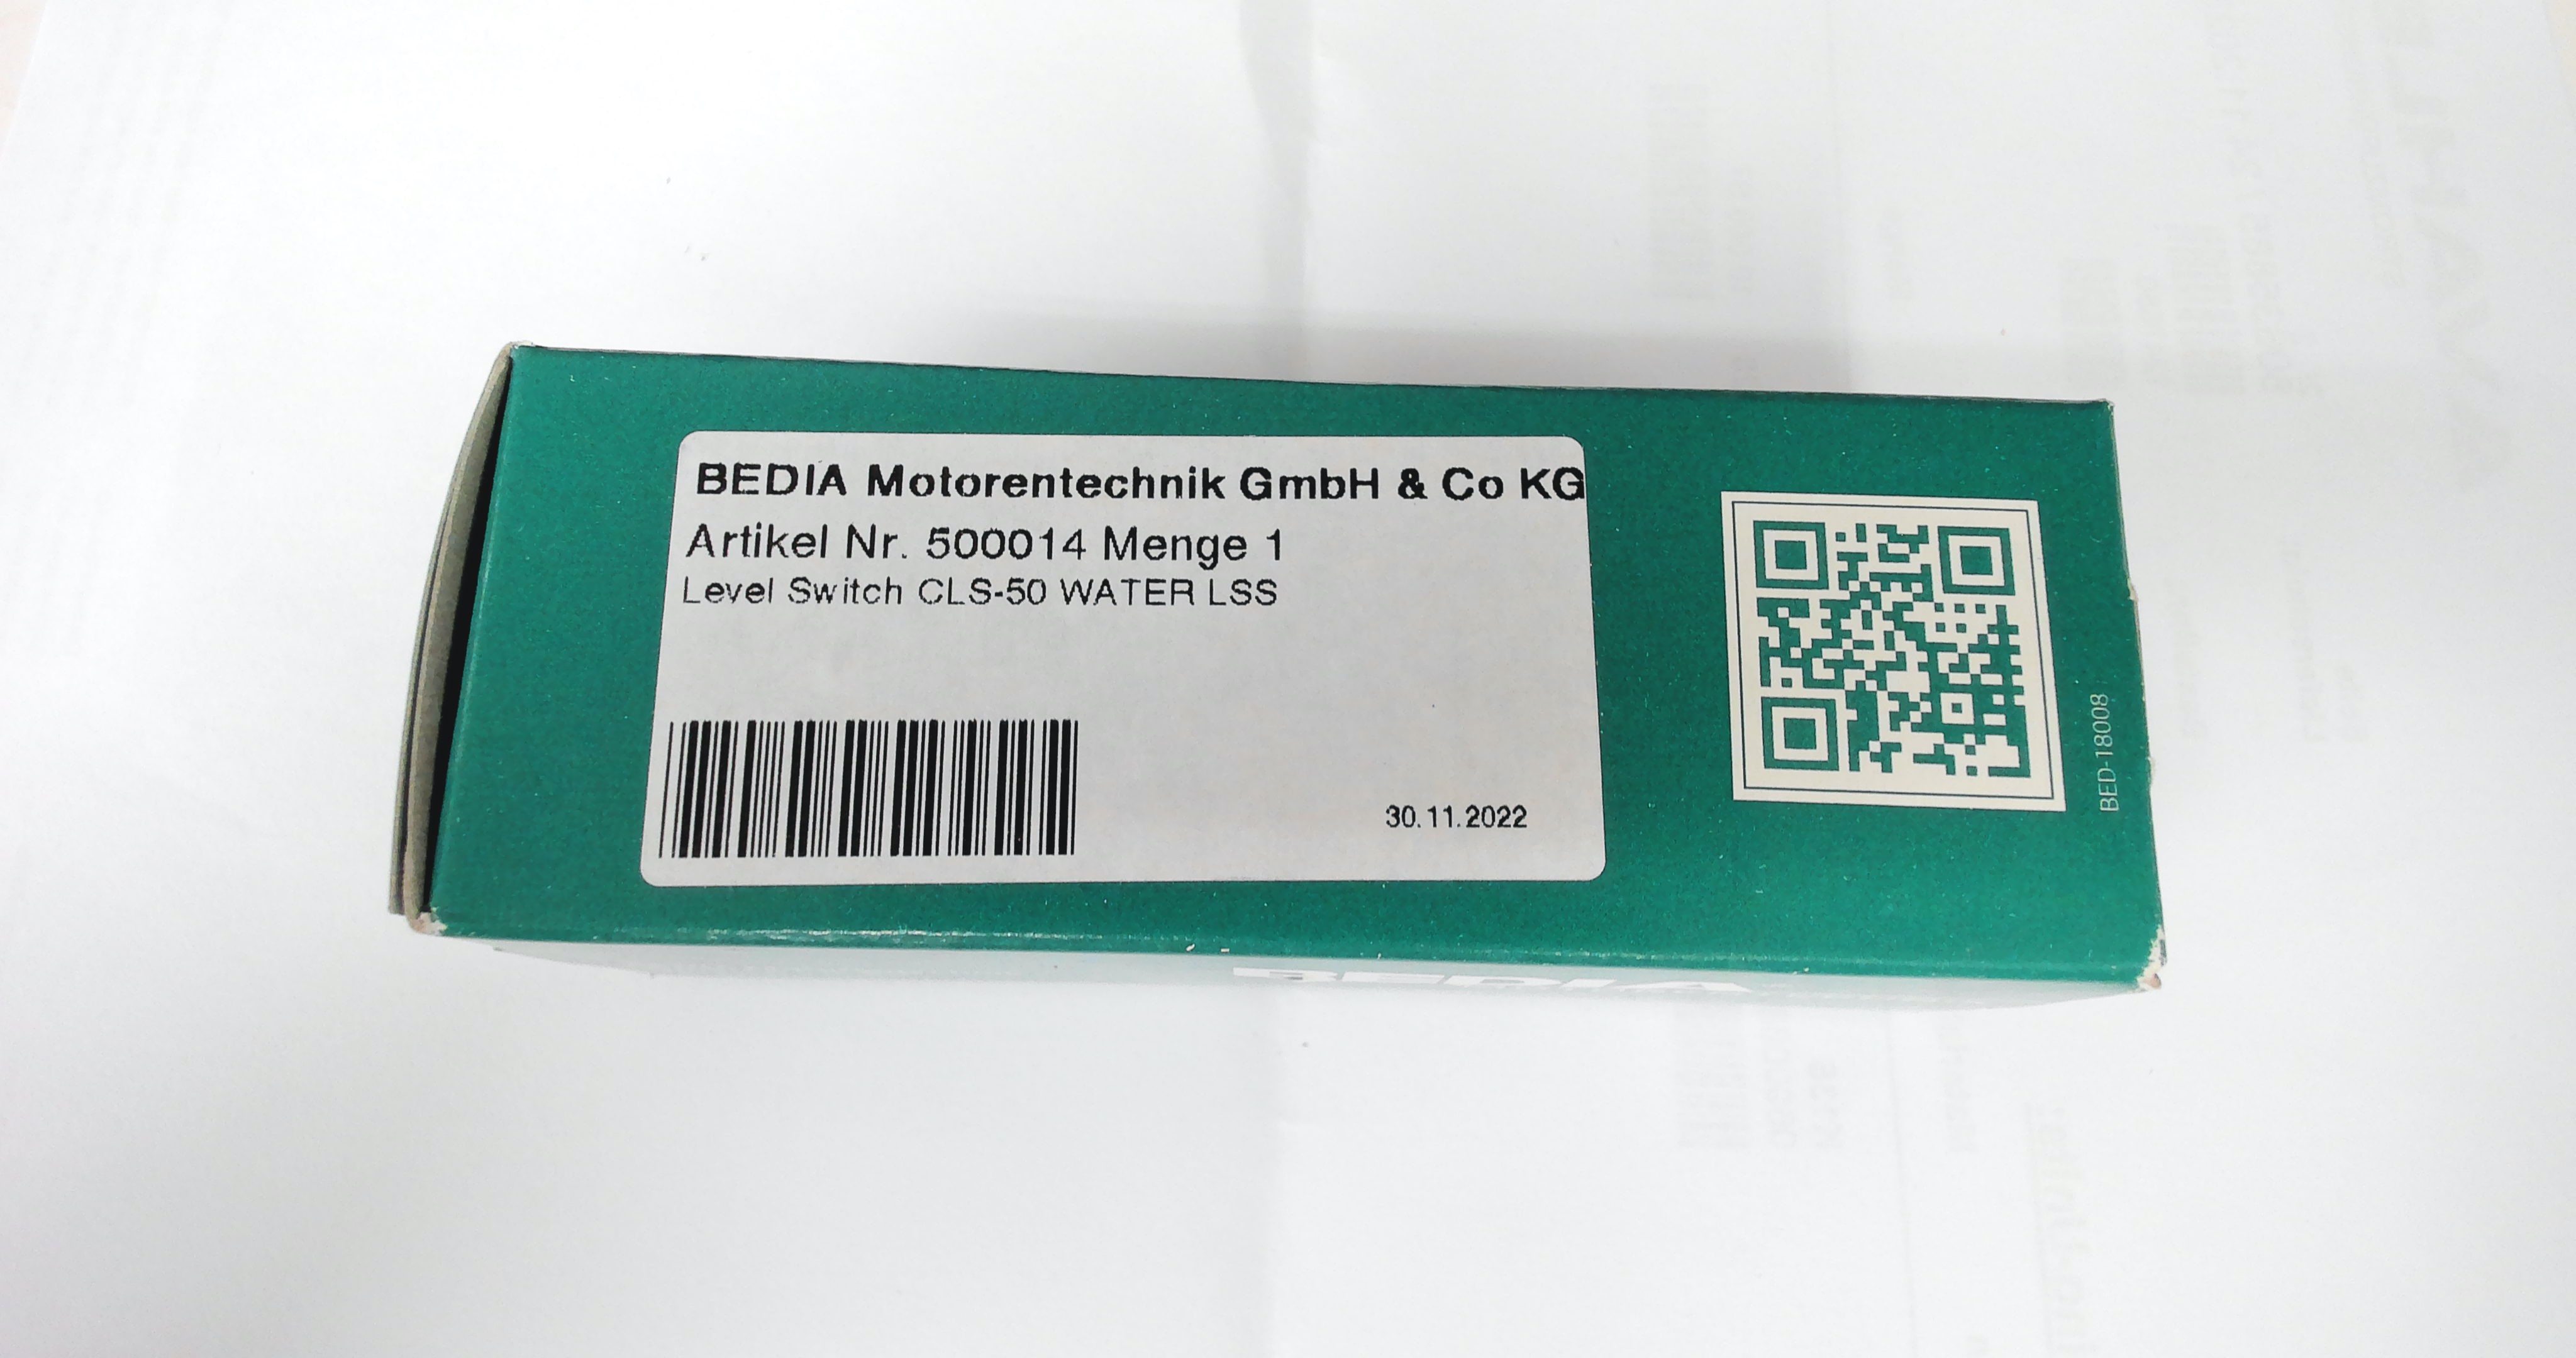 BEDIA Motorentechnik GmbH & Co KG
Artikel Nr. 500014 Menge 1
Level Switch CLS-50 WATER LSS
30.11.2022
BED-18008
BEDIA